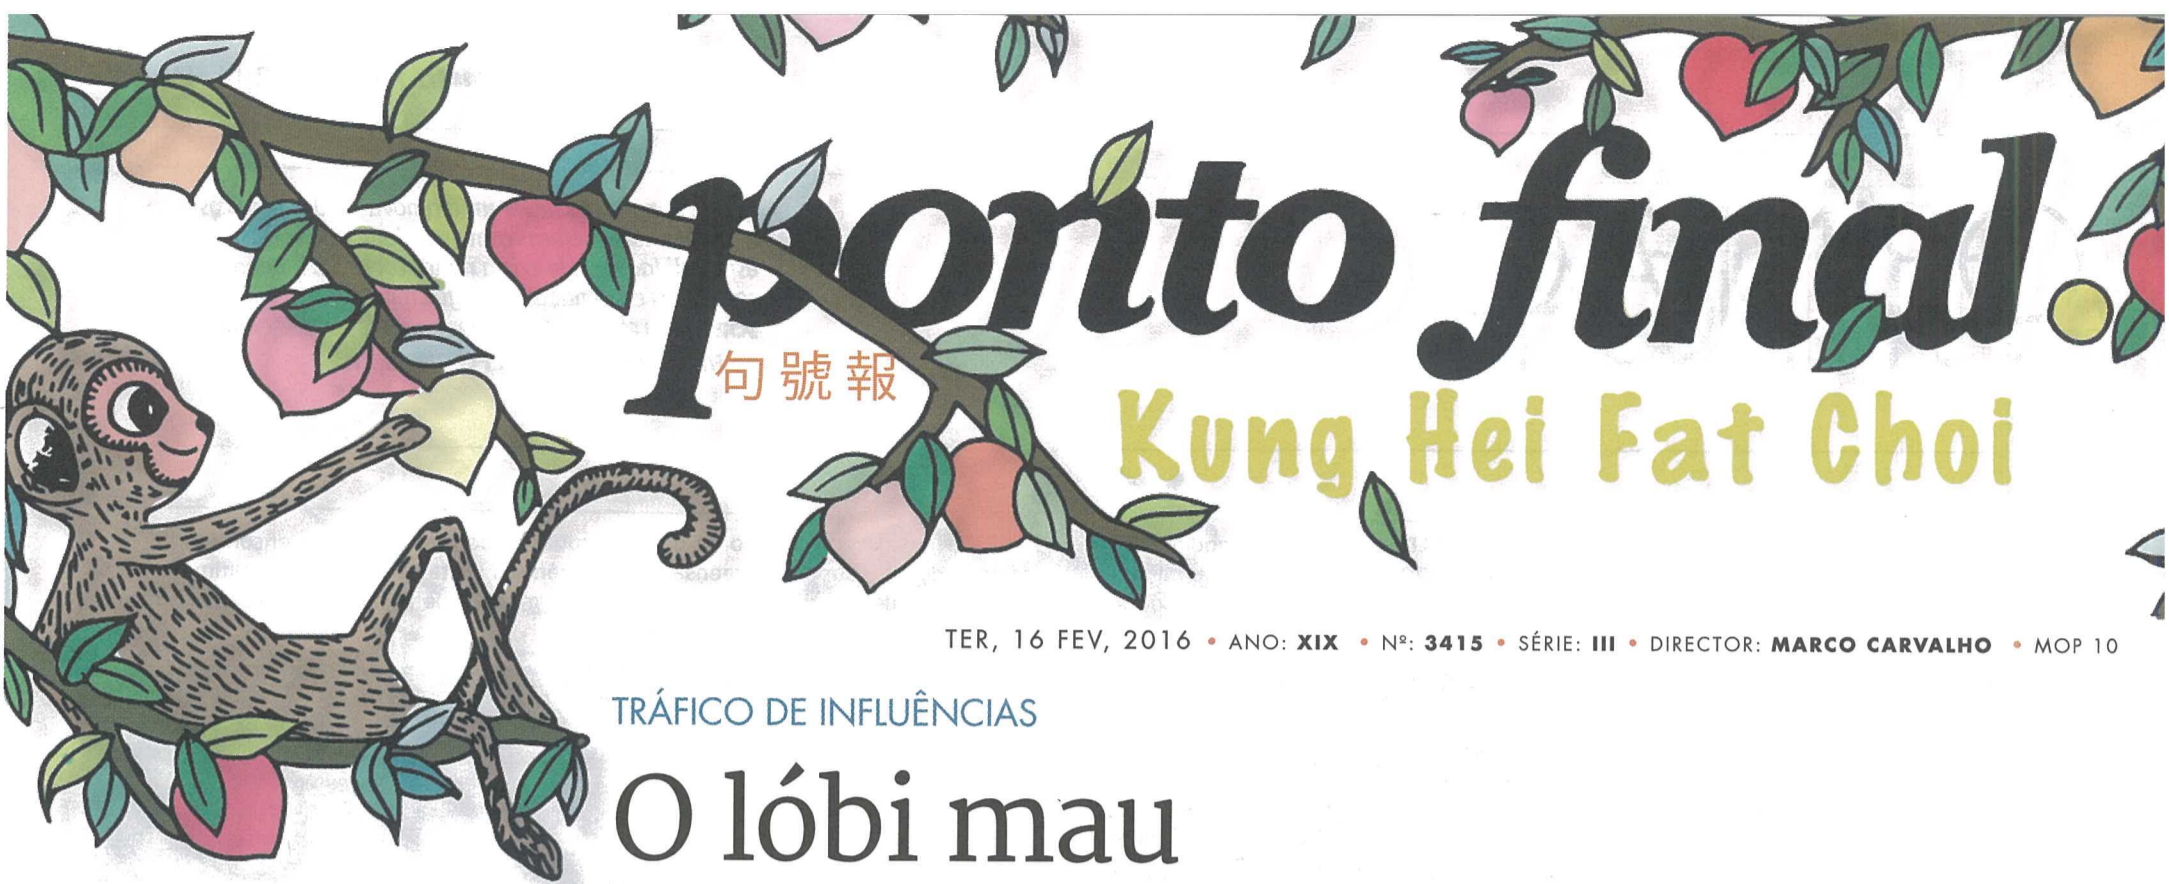 ponto final.
句號報
Kung Hei Fat Choi
TER, 16 FEV, 2016 • ANO: XIX • Nº: 3415 • SÉRIE: III • DIRECTOR: MARCO CARVALHO • MOP 10
TRÁFICO DE INFLUÊNCIAS
O lóbi mau